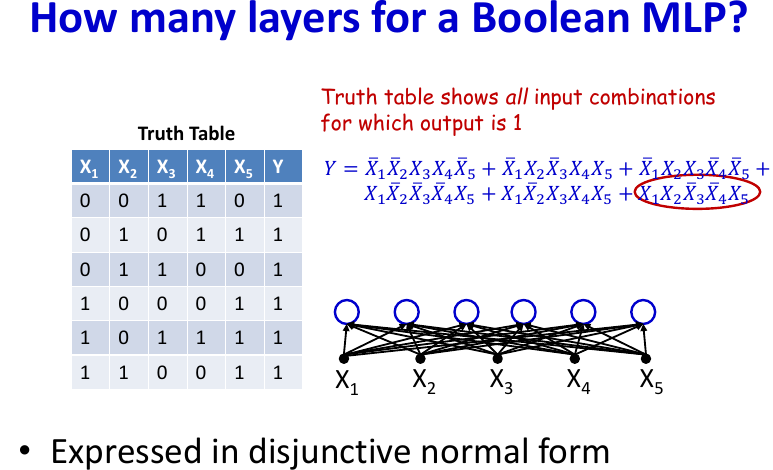 How many layers for a Boolean MLP?
Truth table shows all input combinations
for which output is 1
Truth Table
X₁ X₂ X₃ X₄ X₅ Y
0 0 1 1 0 1
0 1 0 1 1 1
0 1 1 0 0 1
1 0 0 0 1 1
1 0 1 1 1 1
1 1 0 0 1 1
Y = X̄₁X̄₂X₃X₄X̄₅ + X̄₁X₂X̄₃X₄X₅ + X̄₁X₂X₃X̄₄X̄₅ +
X₁X̄₂X̄₃X̄₄X₅ + X₁X̄₂X₃X₄X₅ + X₁X₂X̄₃X̄₄X₅
X₁ X₂ X₃ X₄ X₅
• Expressed in disjunctive normal form